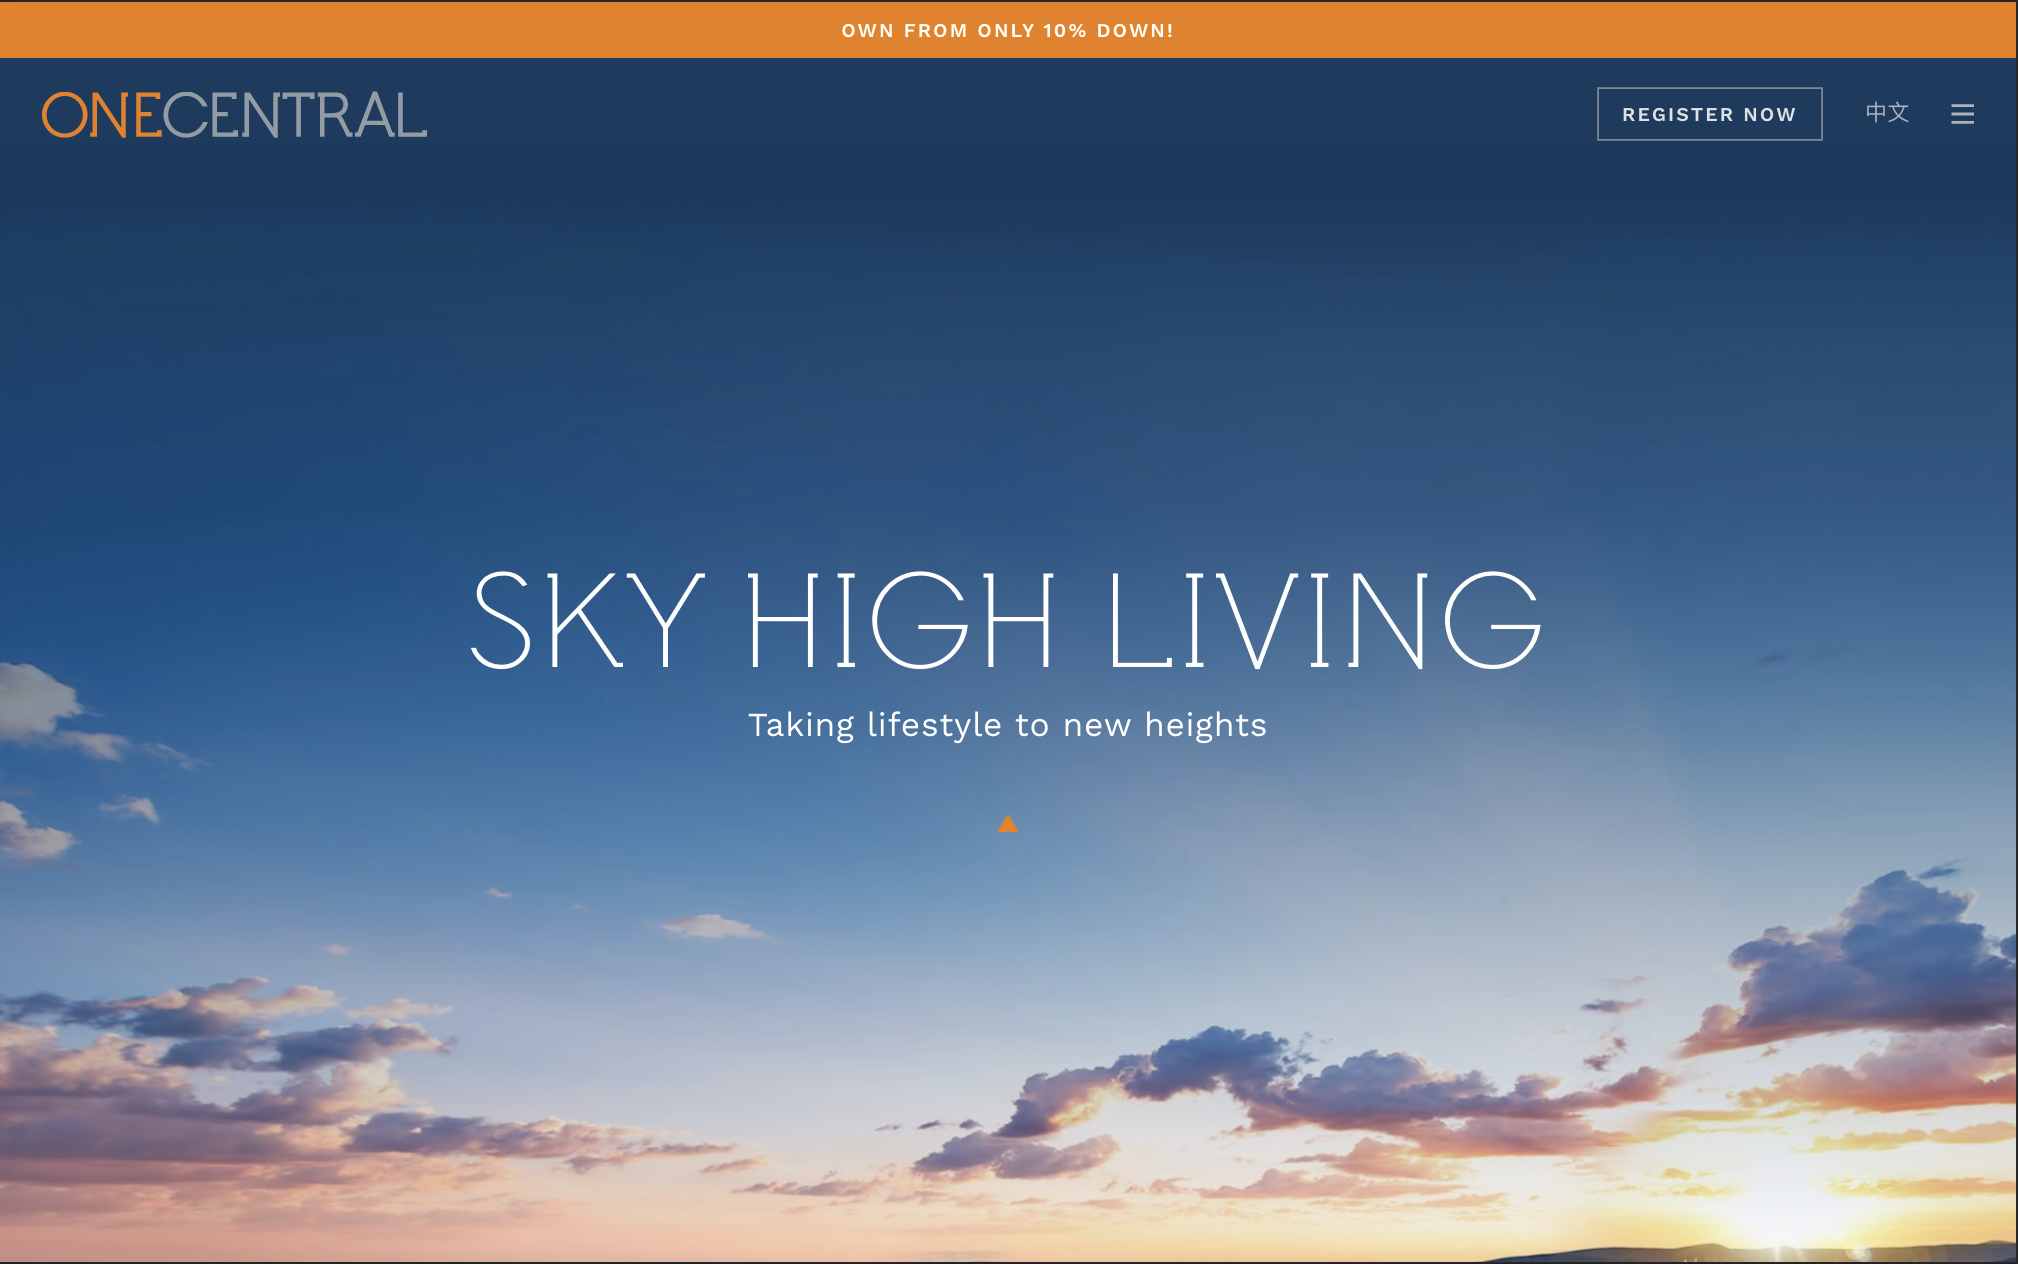 OWN FROM ONLY 10% DOWN!
ONECENTRAL
REGISTER NOW
中文
SKY HIGH LIVING
Taking lifestyle to new heights